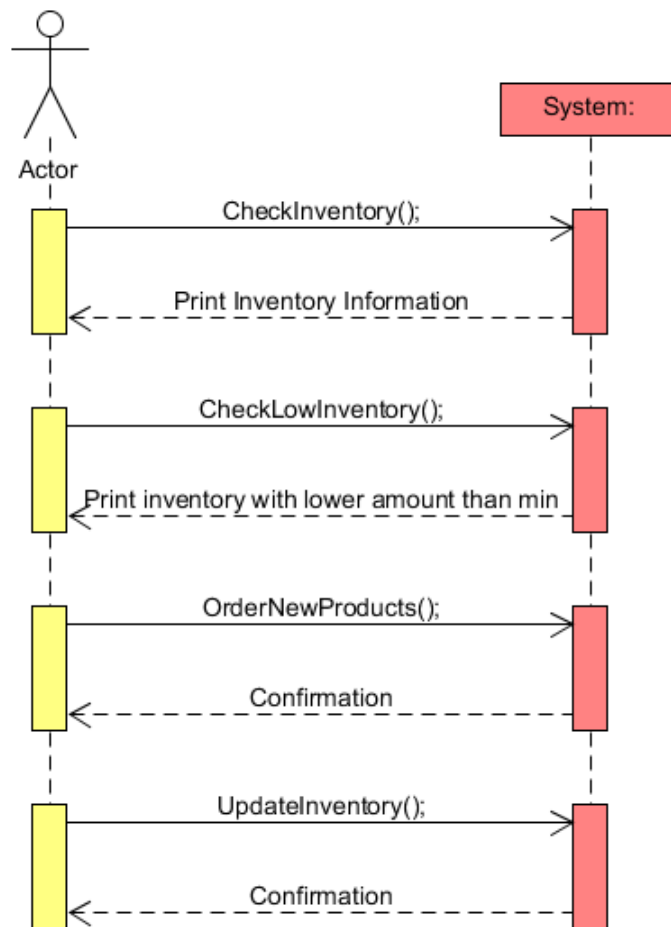 System:
Actor
CheckInventory();
Print Inventory Information
CheckLowInventory();
Print inventory with lower amount than min
OrderNewProducts();
Confirmation
UpdateInventory();
Confirmation